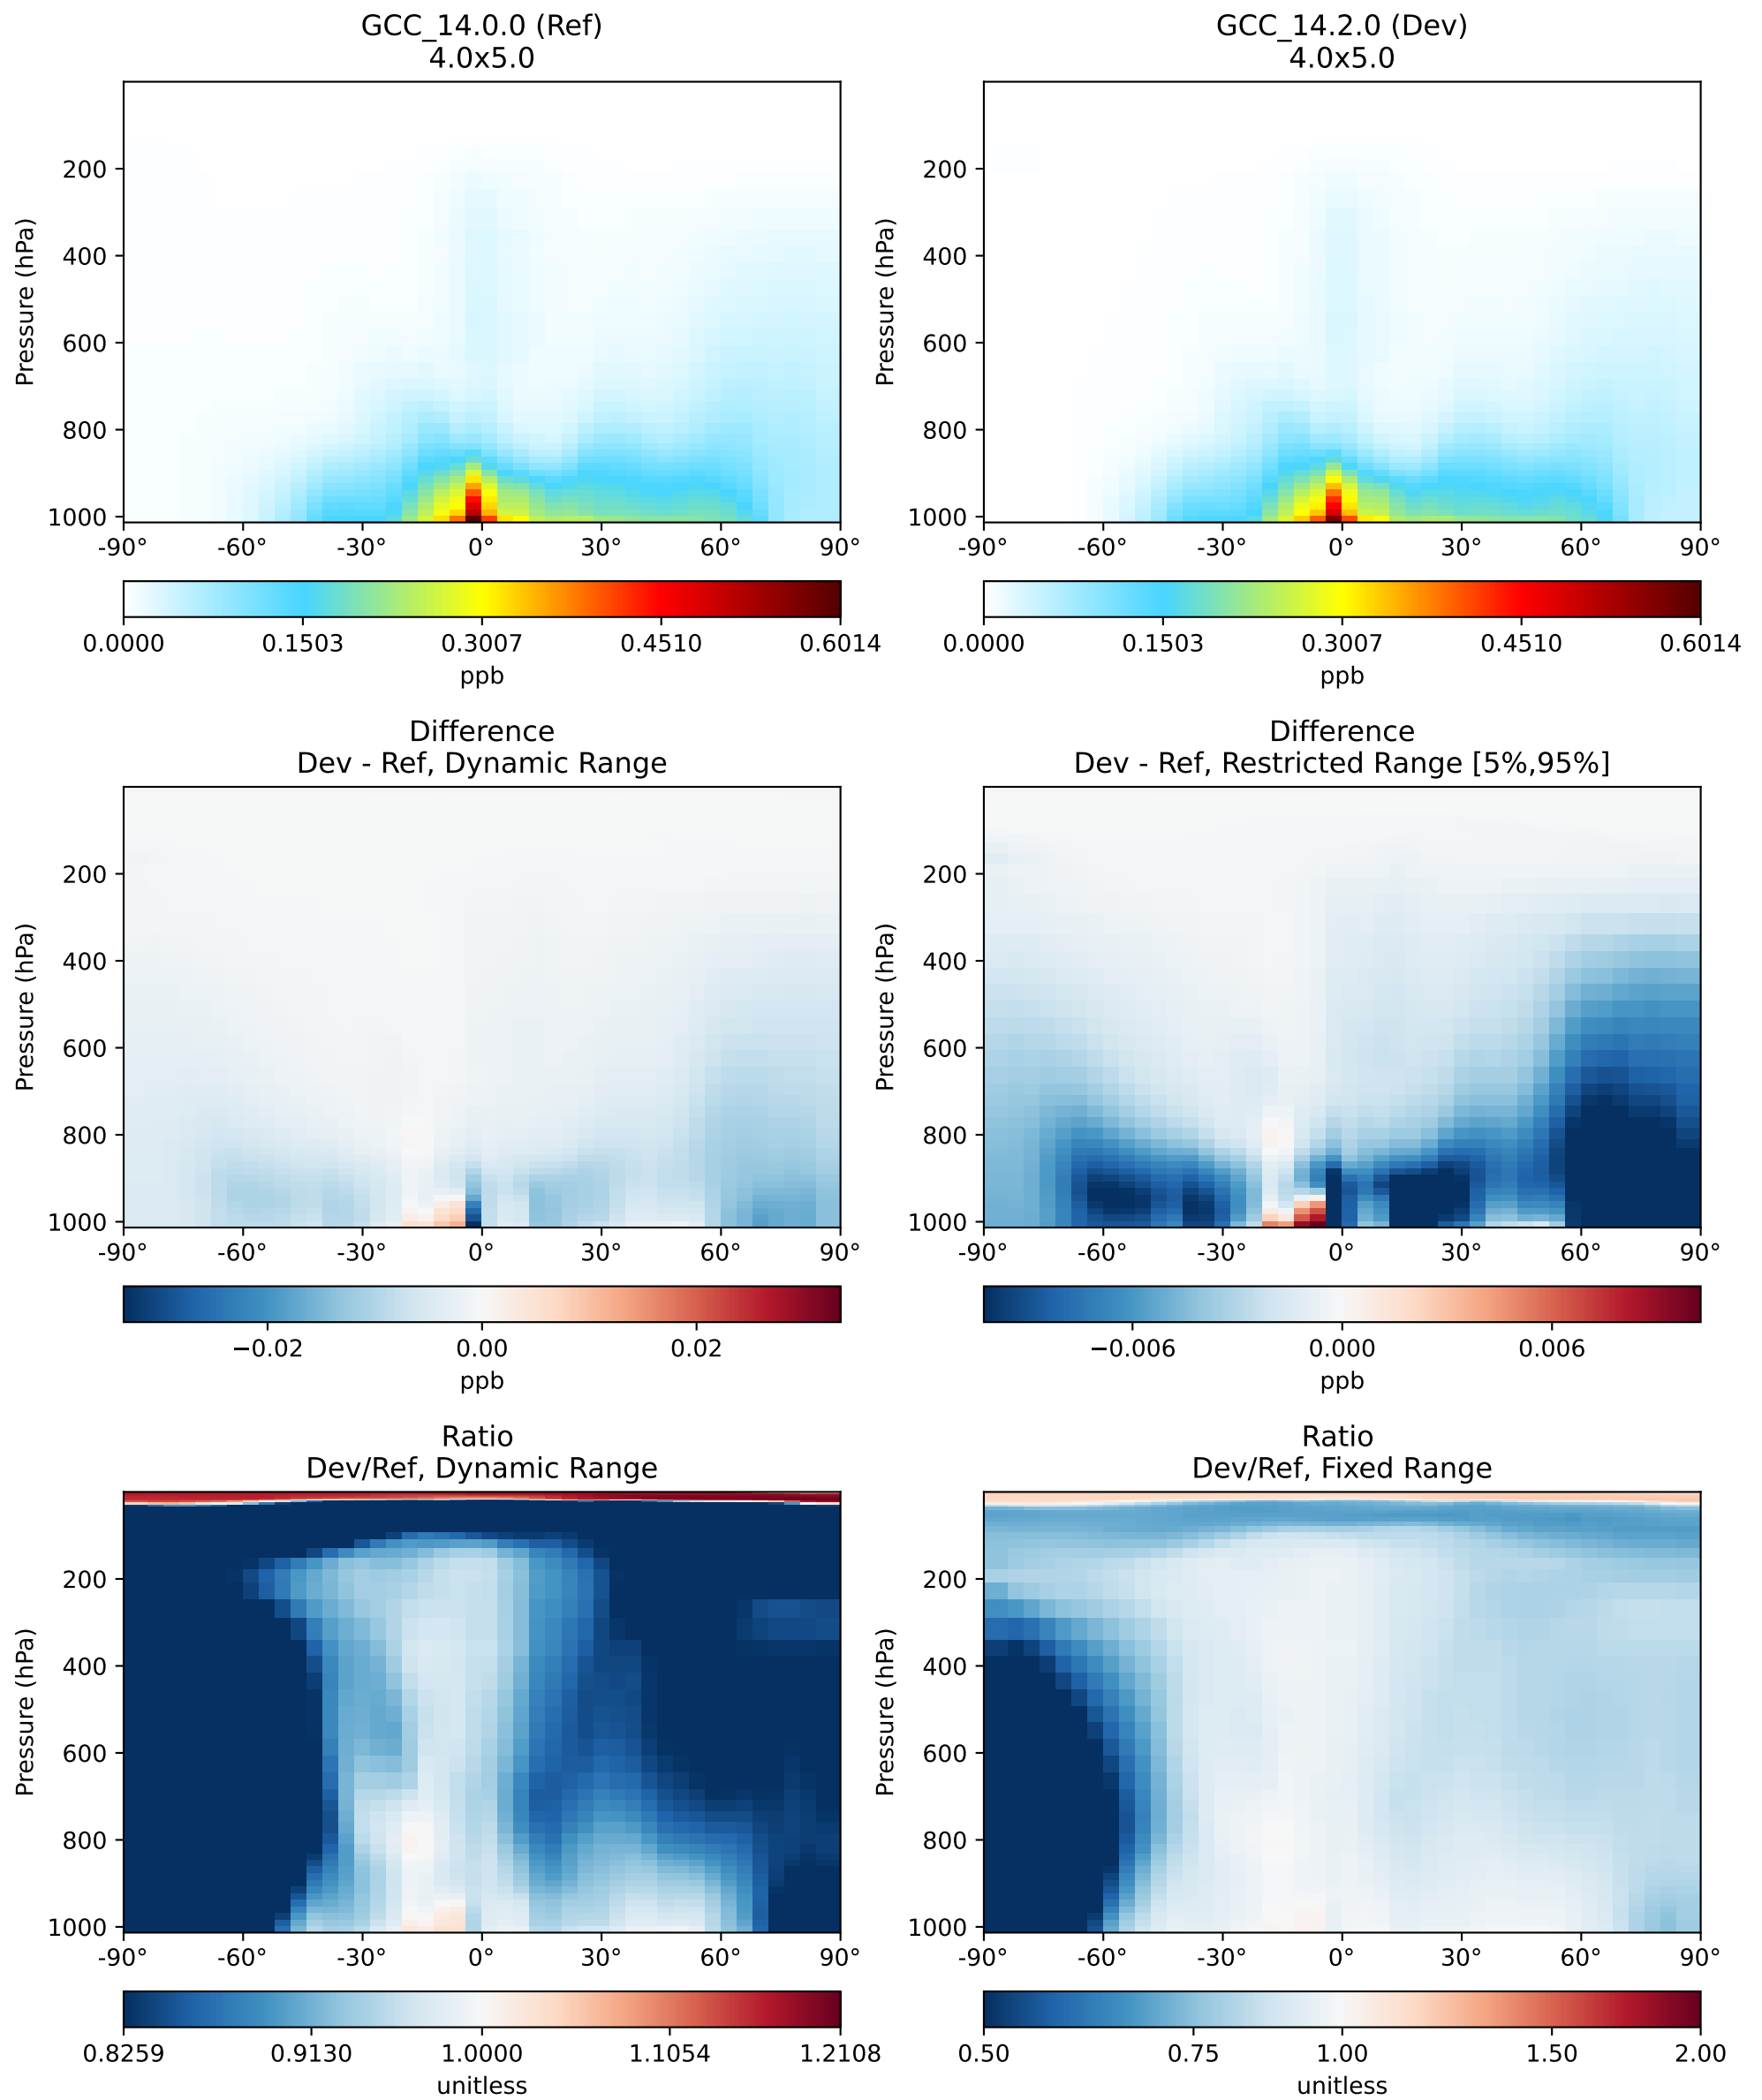 GCC_14.0.0 (Ref)
4.0x5.0
Pressure (hPa)
200
400
600
800
1000
-90° -60° -30° 0° 30° 60° 90°
0.0000 0.1503 0.3007 0.4510 0.6014
ppb
GCC_14.2.0 (Dev)
4.0x5.0
Pressure (hPa)
200
400
600
800
1000
-90° -60° -30° 0° 30° 60° 90°
0.0000 0.1503 0.3007 0.4510 0.6014
ppb
Difference
Dev - Ref, Dynamic Range
Pressure (hPa)
200
400
600
800
1000
-90° -60° -30° 0° 30° 60° 90°
−0.02 0.00 0.02
ppb
Difference
Dev - Ref, Restricted Range [5%,95%]
Pressure (hPa)
200
400
600
800
1000
-90° -60° -30° 0° 30° 60° 90°
−0.006 0.000 0.006
ppb
Ratio
Dev/Ref, Dynamic Range
Pressure (hPa)
200
400
600
800
1000
-90° -60° -30° 0° 30° 60° 90°
0.8259 0.9130 1.0000 1.1054 1.2108
unitless
Ratio
Dev/Ref, Fixed Range
Pressure (hPa)
200
400
600
800
1000
-90° -60° -30° 0° 30° 60° 90°
0.50 0.75 1.00 1.50 2.00
unitless